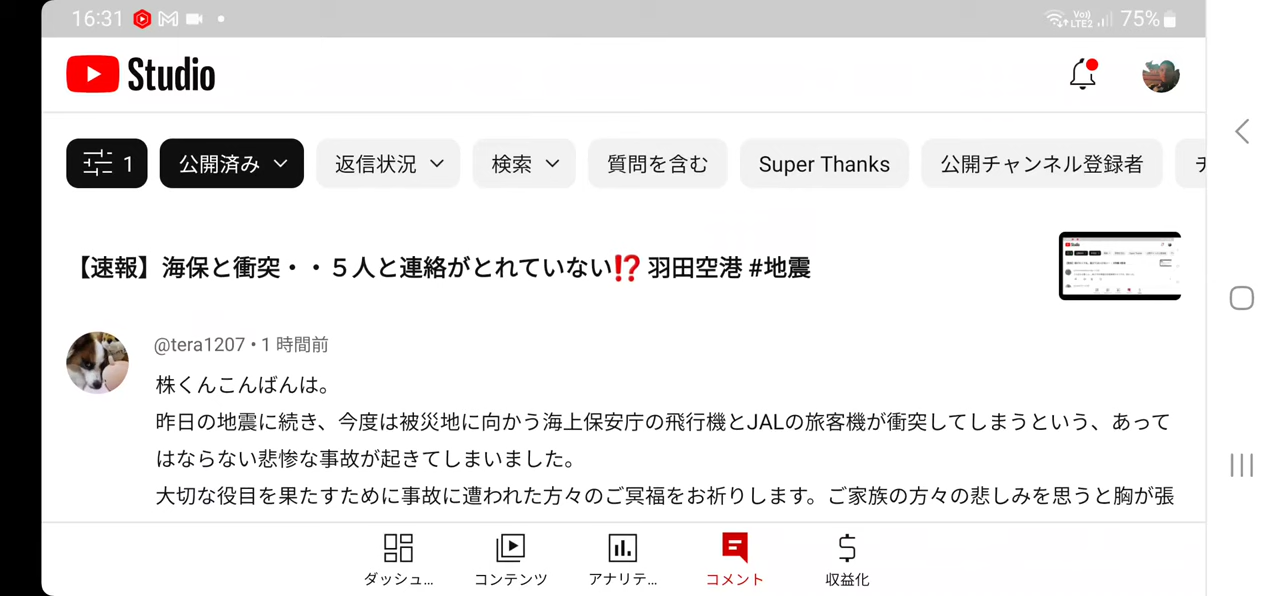 16:31
Vo))
LTE2
75%
Studio
1
公開済み
返信状況
検索
質問を含む
Super Thanks
公開チャンネル登録者
【速報】海保と衝突・・５人と連絡がとれていない⁉️ 羽田空港 #地震
@tera1207・1 時間前
株くんこんばんは。
昨日の地震に続き、今度は被災地に向かう海上保安庁の飛行機とJALの旅客機が衝突してしまうという、あって
はならない悲惨な事故が起きてしまいました。
大切な役目を果たすために事故に遭われた方々のご冥福をお祈りします。ご家族の方々の悲しみを思うと胸が張
ダッシュ...
コンテンツ
アナリテ...
コメント
収益化